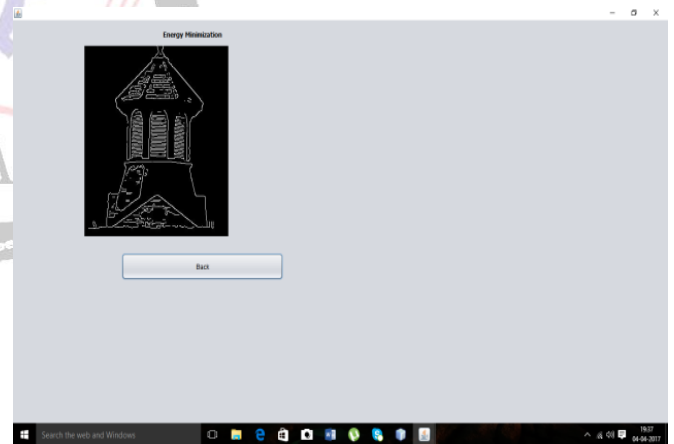 Energy Minimization
Back
Search the web and Windows
19:37
04-04-2017